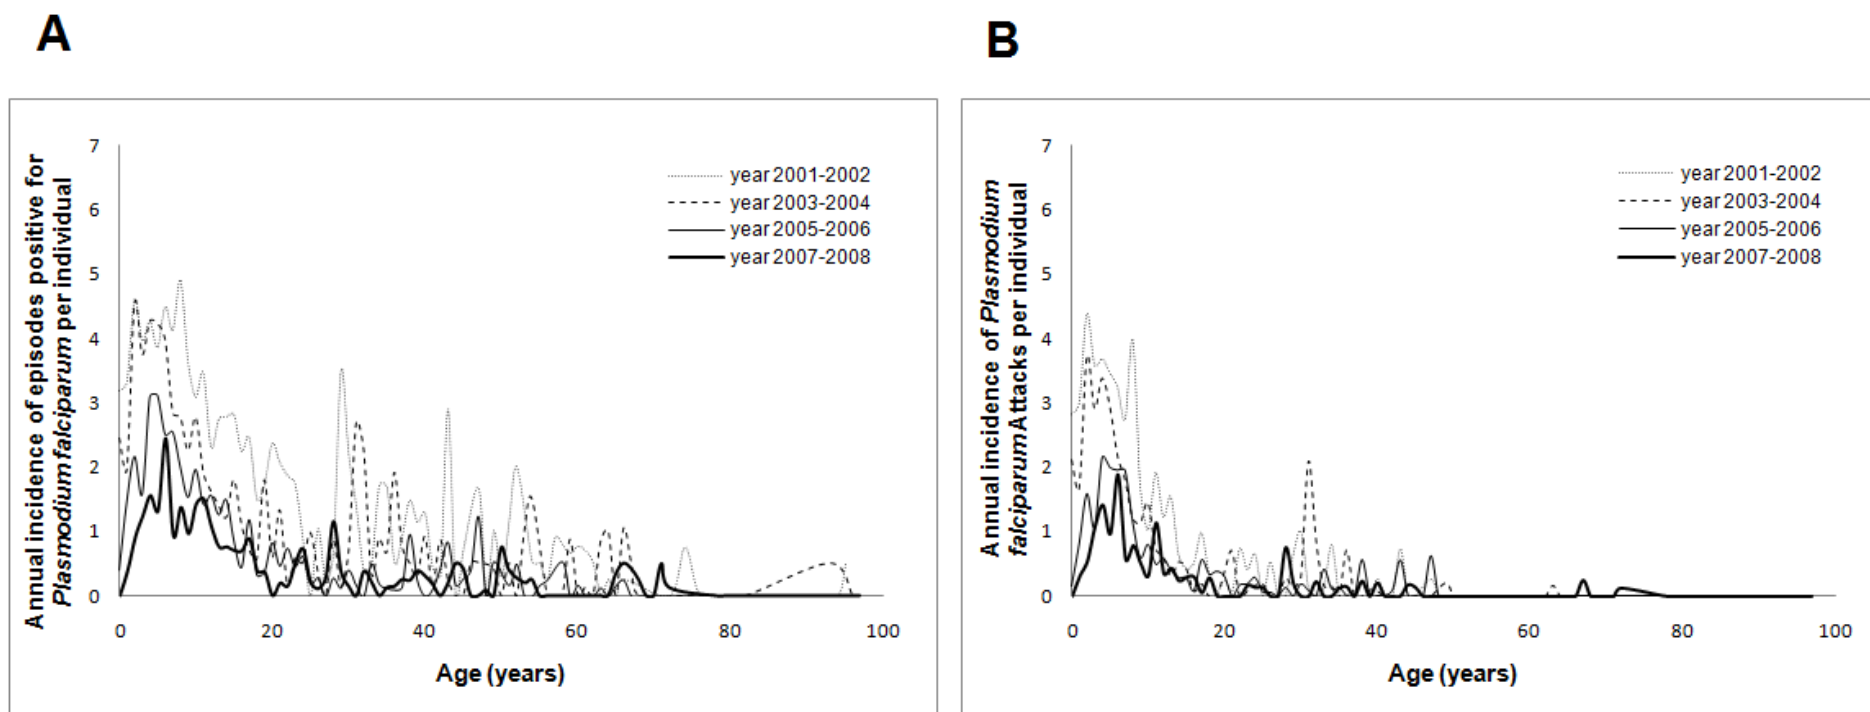 A
B
Annual incidence of episodes positive for
Plasmodium falciparum per individual
7
6
5
4
3
2
1
0
year 2001-2002
year 2003-2004
year 2005-2006
year 2007-2008
0 20 40 60 80 100
Age (years)
Annual incidence of Plasmodium
falciparum Attacks per individual
7
6
5
4
3
2
1
0
year 2001-2002
year 2003-2004
year 2005-2006
year 2007-2008
0 20 40 60 80 100
Age (years)